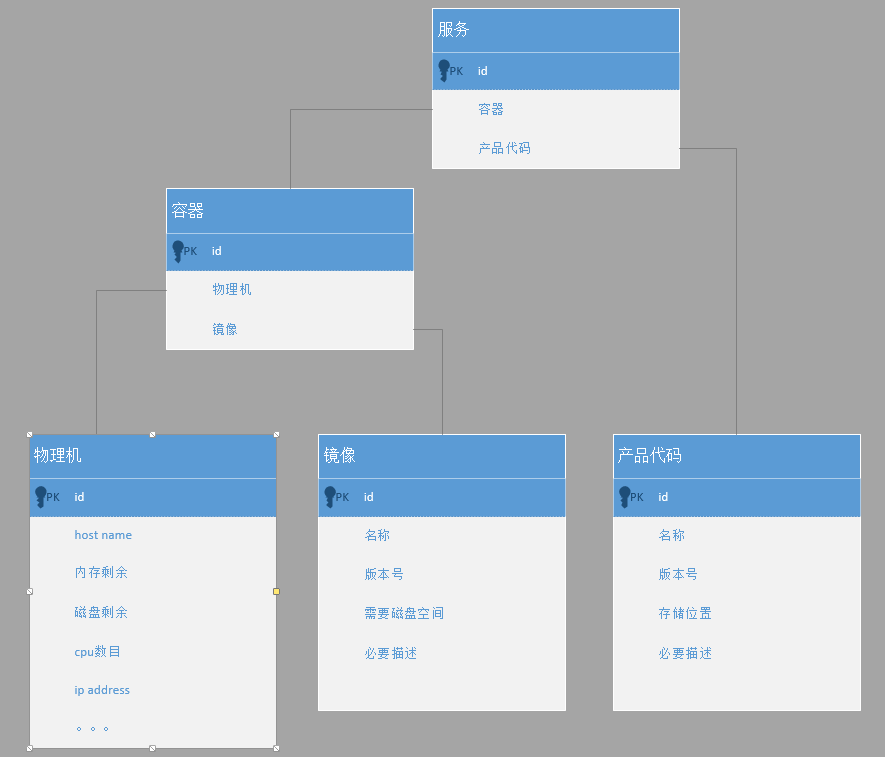 服务
PK id
容器
产品代码
容器
PK id
物理机
镜像
物理机
PK id
host name
内存剩余
磁盘剩余
cpu数目
ip address
。。。
镜像
PK id
名称
版本号
需要磁盘空间
必要描述
产品代码
PK id
名称
版本号
存储位置
必要描述